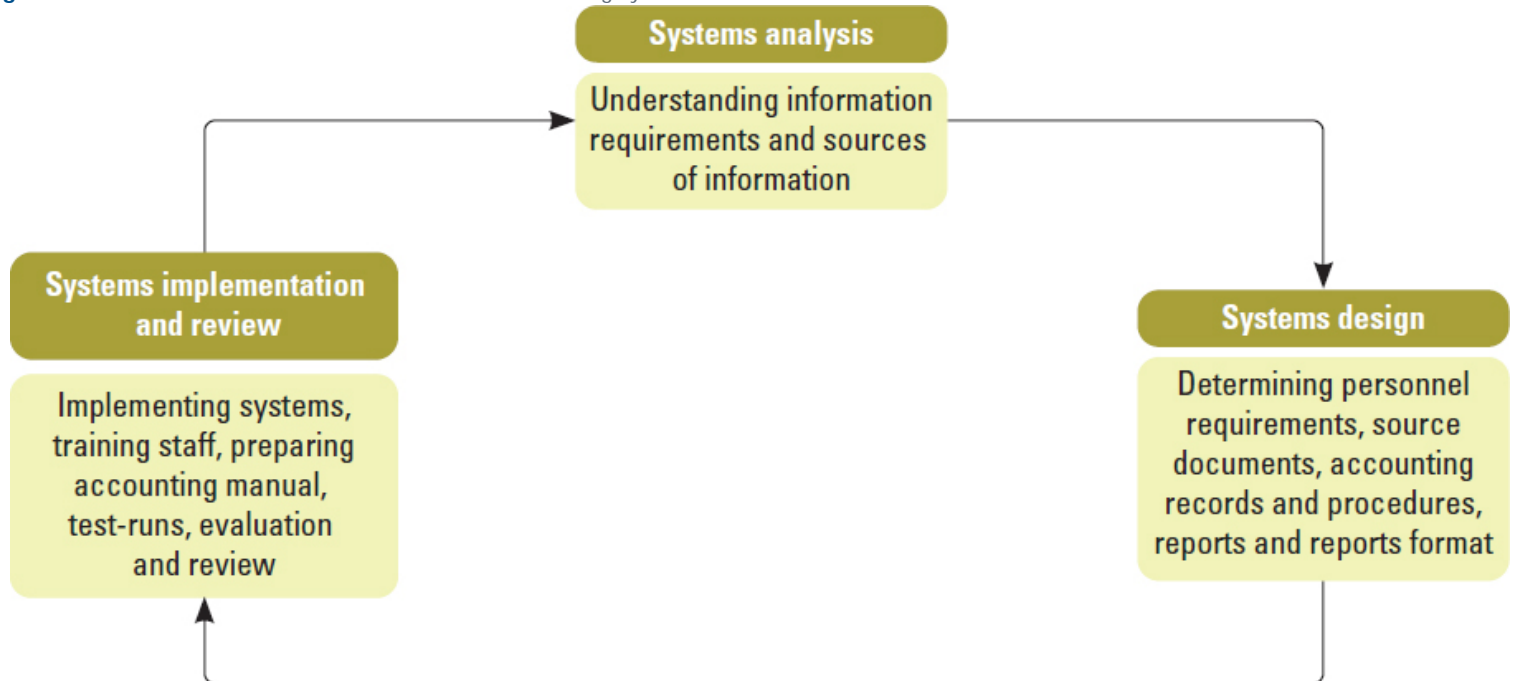 Systems analysis
Understanding information
requirements and sources
of information
Systems implementation
and review
Implementing systems,
training staff, preparing
accounting manual,
test-runs, evaluation
and review
Systems design
Determining personnel
requirements, source
documents, accounting
records and procedures,
reports and reports format